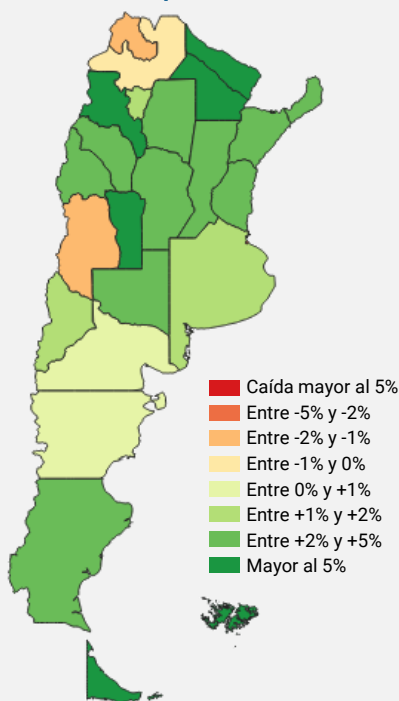 Caída mayor al 5%
Entre -5% y -2%
Entre -2% y -1%
Entre -1% y 0%
Entre 0% y +1%
Entre +1% y +2%
Entre +2% y +5%
Mayor al 5%